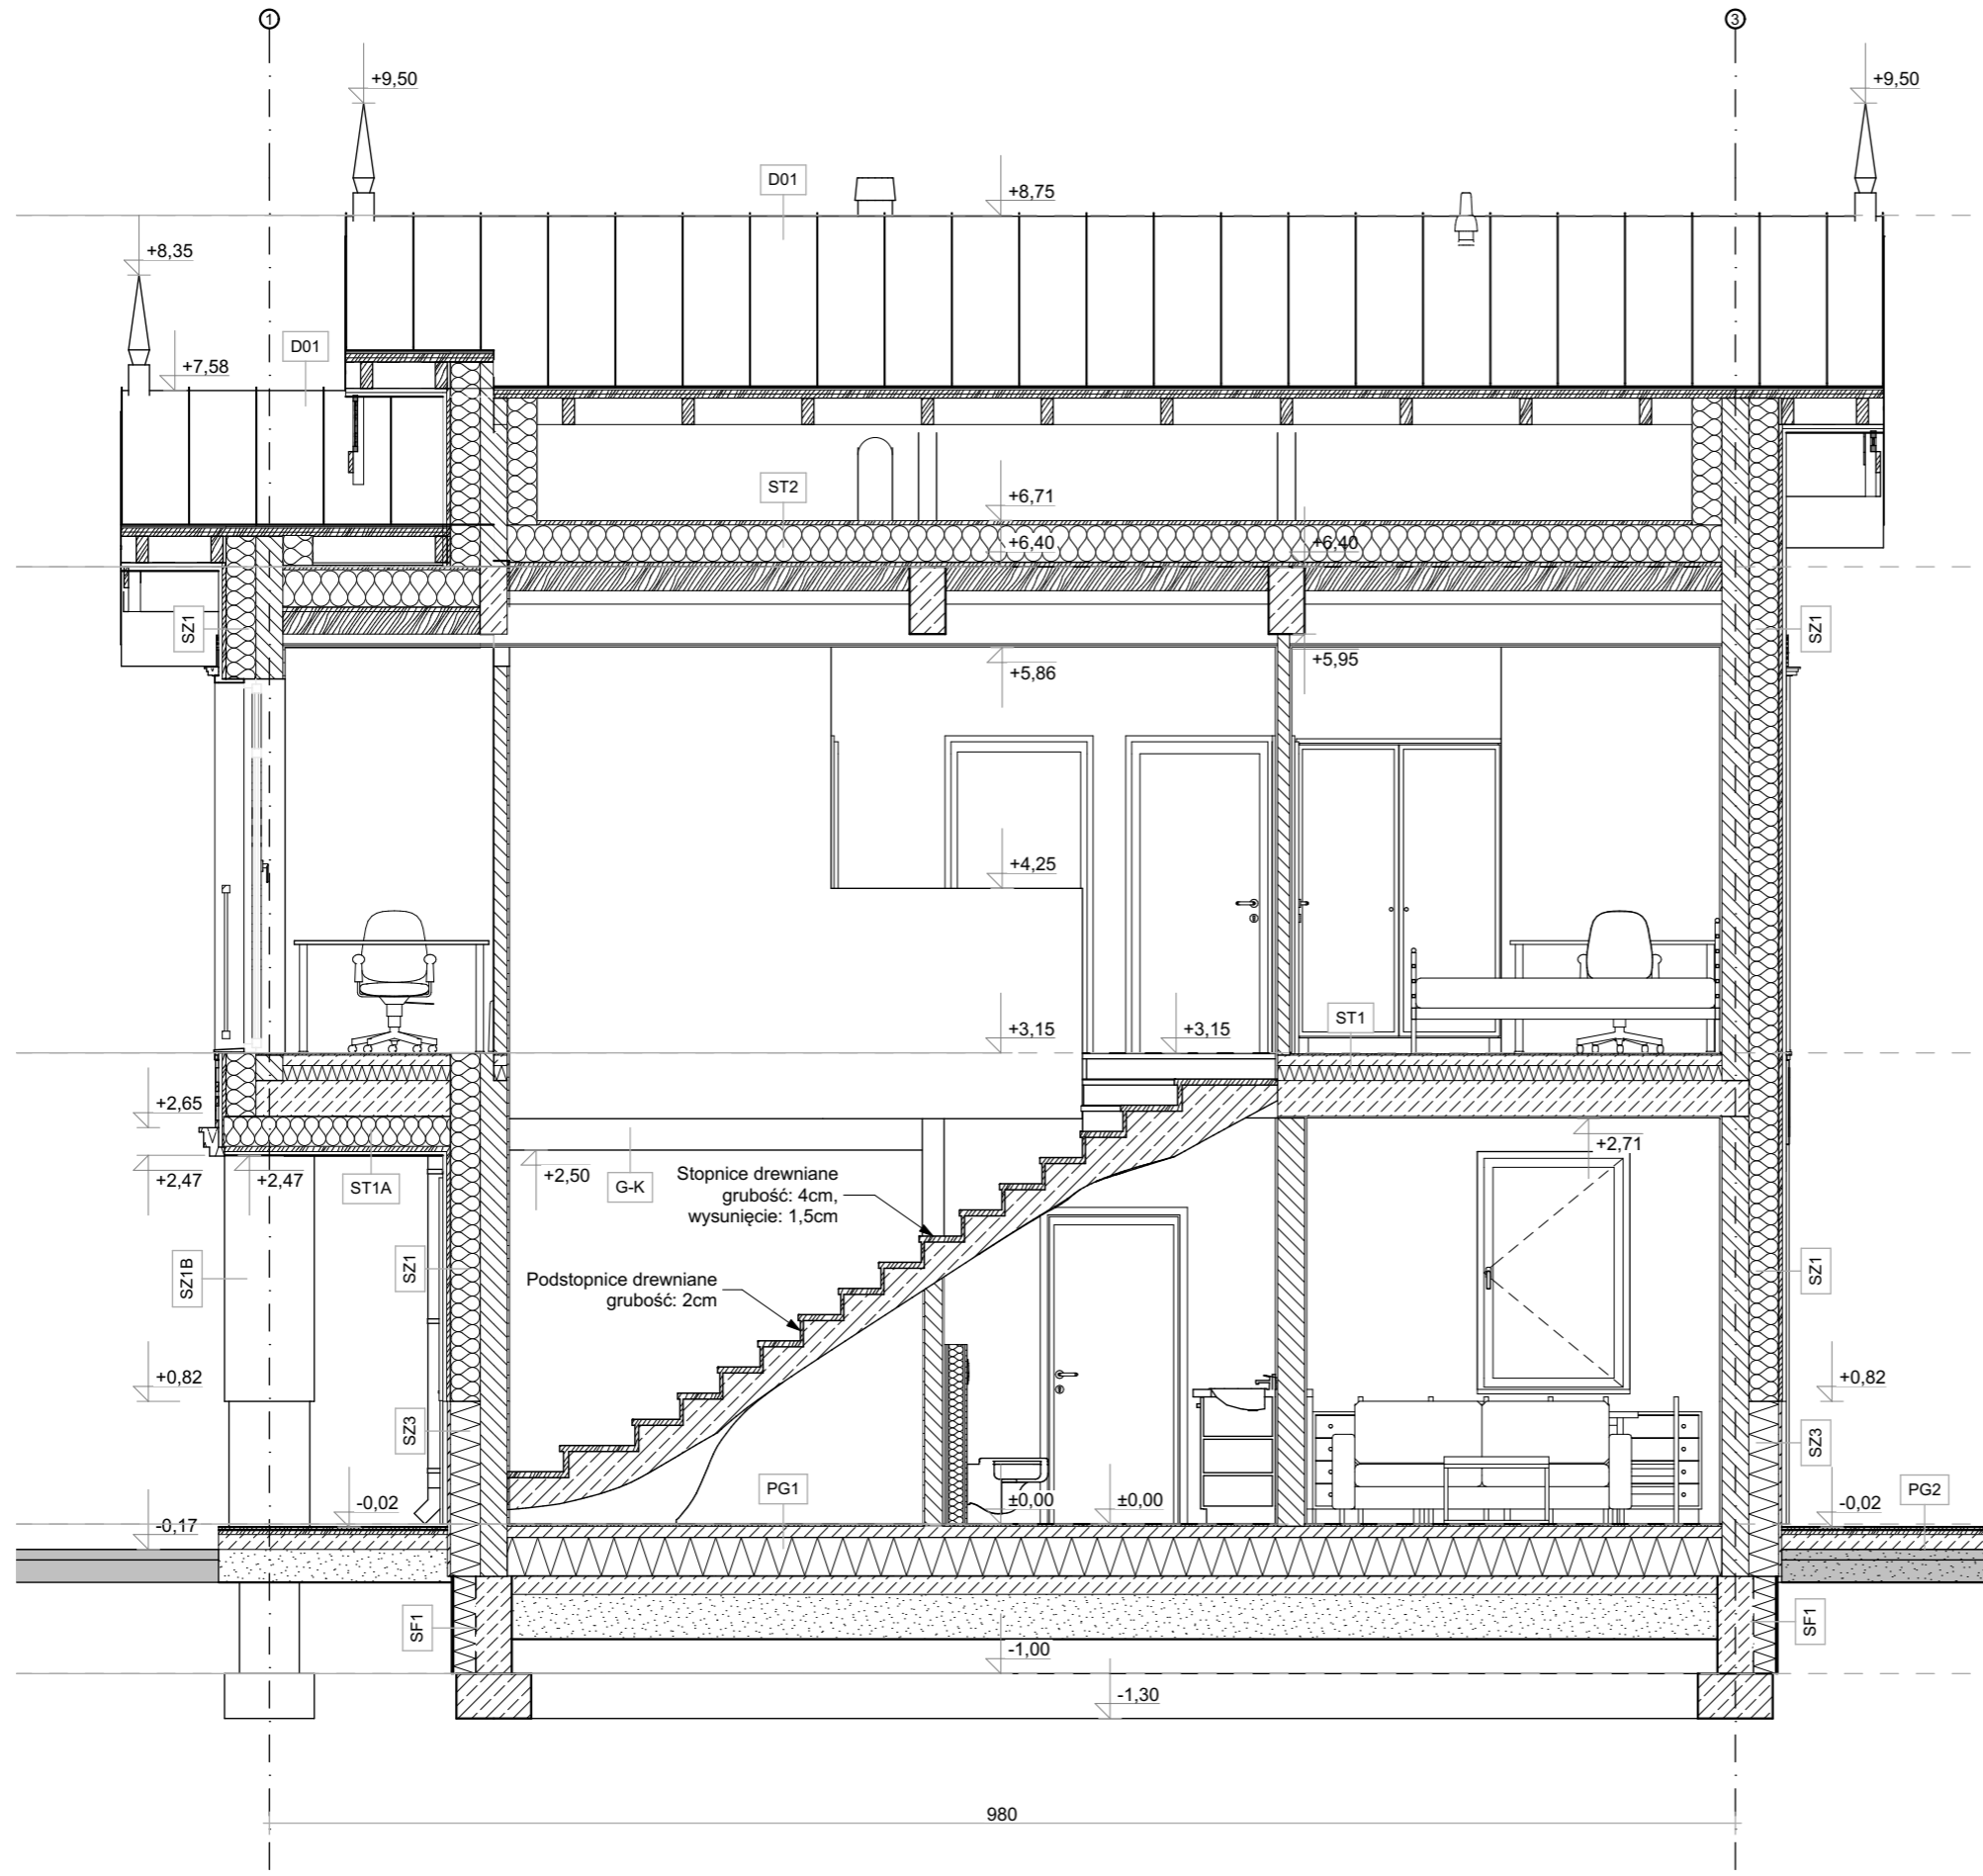 1
3
+9,50
+9,50
D01
+8,75
+8,35
D01
+7,58
ST2
+6,71
+6,40
+6,40
SZ1
SZ1
+5,95
+5,86
+4,25
ST1
+3,15
+3,15
+2,65
+2,71
+2,47
+2,47
ST1A
+2,50
G-K
Stopnice drewniane
grubość: 4cm,
wysunięcie: 1,5cm
SZ1B
SZ1
SZ1
Podstopnice drewniane
grubość: 2cm
+0,82
+0,82
SZ3
SZ3
PG1
PG2
-0,02
±0,00
±0,00
-0,02
-0,17
SF1
SF1
-1,00
-1,30
980